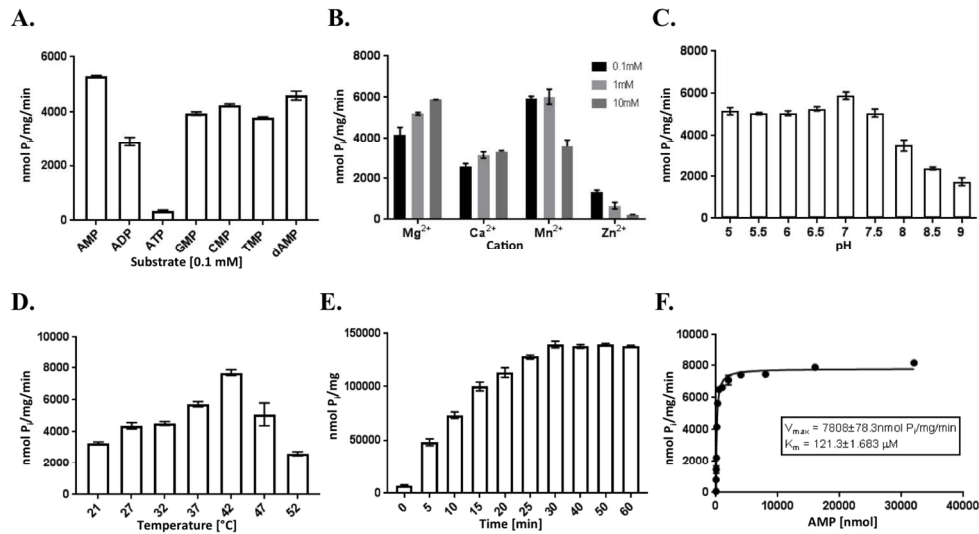 A.
nmol Pi/mg/min
6000
4000
2000
0
AMP
ADP
ATP
GMP
CMP
TMP
dAMP
Substrate [0.1 mM]
B.
nmol Pi/mg/min
8000
6000
4000
2000
0
0.1mM
1mM
10mM
Mg2+
Ca2+
Mn2+
Zn2+
Cation
C.
nmol Pi/mg/min
8000
6000
4000
2000
0
5
5.5
6
6.5
7
7.5
8
8.5
9
pH
D.
nmol Pi/mg/min
10000
8000
6000
4000
2000
0
21
27
32
37
42
47
52
Temperature [°C]
E.
nmol Pi/mg
150000
100000
50000
0
0
5
10
15
20
25
30
40
50
60
Time [min]
F.
nmol Pi/mg/min
10000
8000
6000
4000
2000
0
Vmax = 7808±78.3nmol Pi/mg/min
Km = 121.3±1.683 µM
0
10000
20000
30000
40000
AMP [nmol]